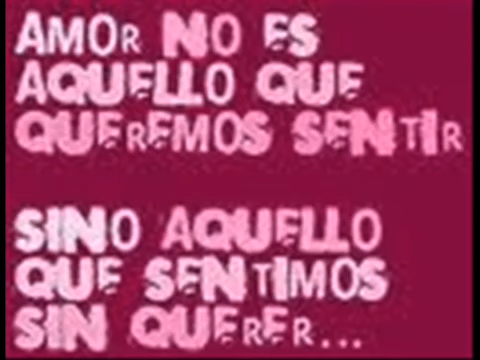 AMOR NO ES
AQUELLO QUE
QUEREMOS SENTIR
SINO AQUELLO
QUE SENTIMOS
SIN QUERER...